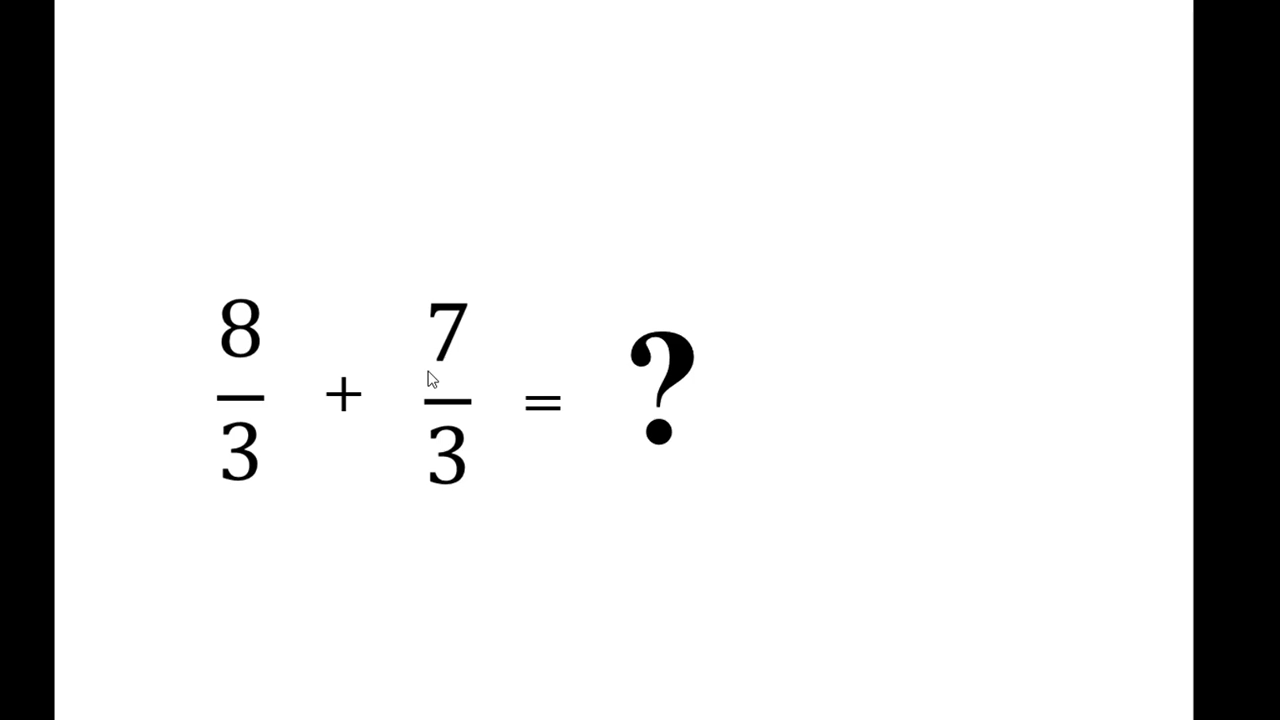 8/3 + 7/3 = ?